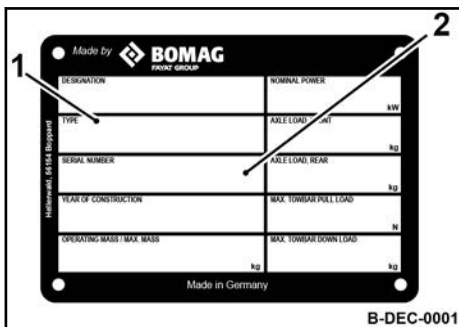 2
1
Made by BOMAG
FAYAT GROUP
DESIGNATION
NOMINAL POWER
kW
TYPE
AXLE LOAD, FRONT
kg
SERIAL NUMBER
AXLE LOAD, REAR
kg
Hellerwald, 56154 Boppard
YEAR OF CONSTRUCTION
MAX. TOWBAR PULL LOAD
N
OPERATING MASS / MAX. MASS
kg
MAX. TOWBAR DOWN LOAD
kg
Made in Germany
B-DEC-0001